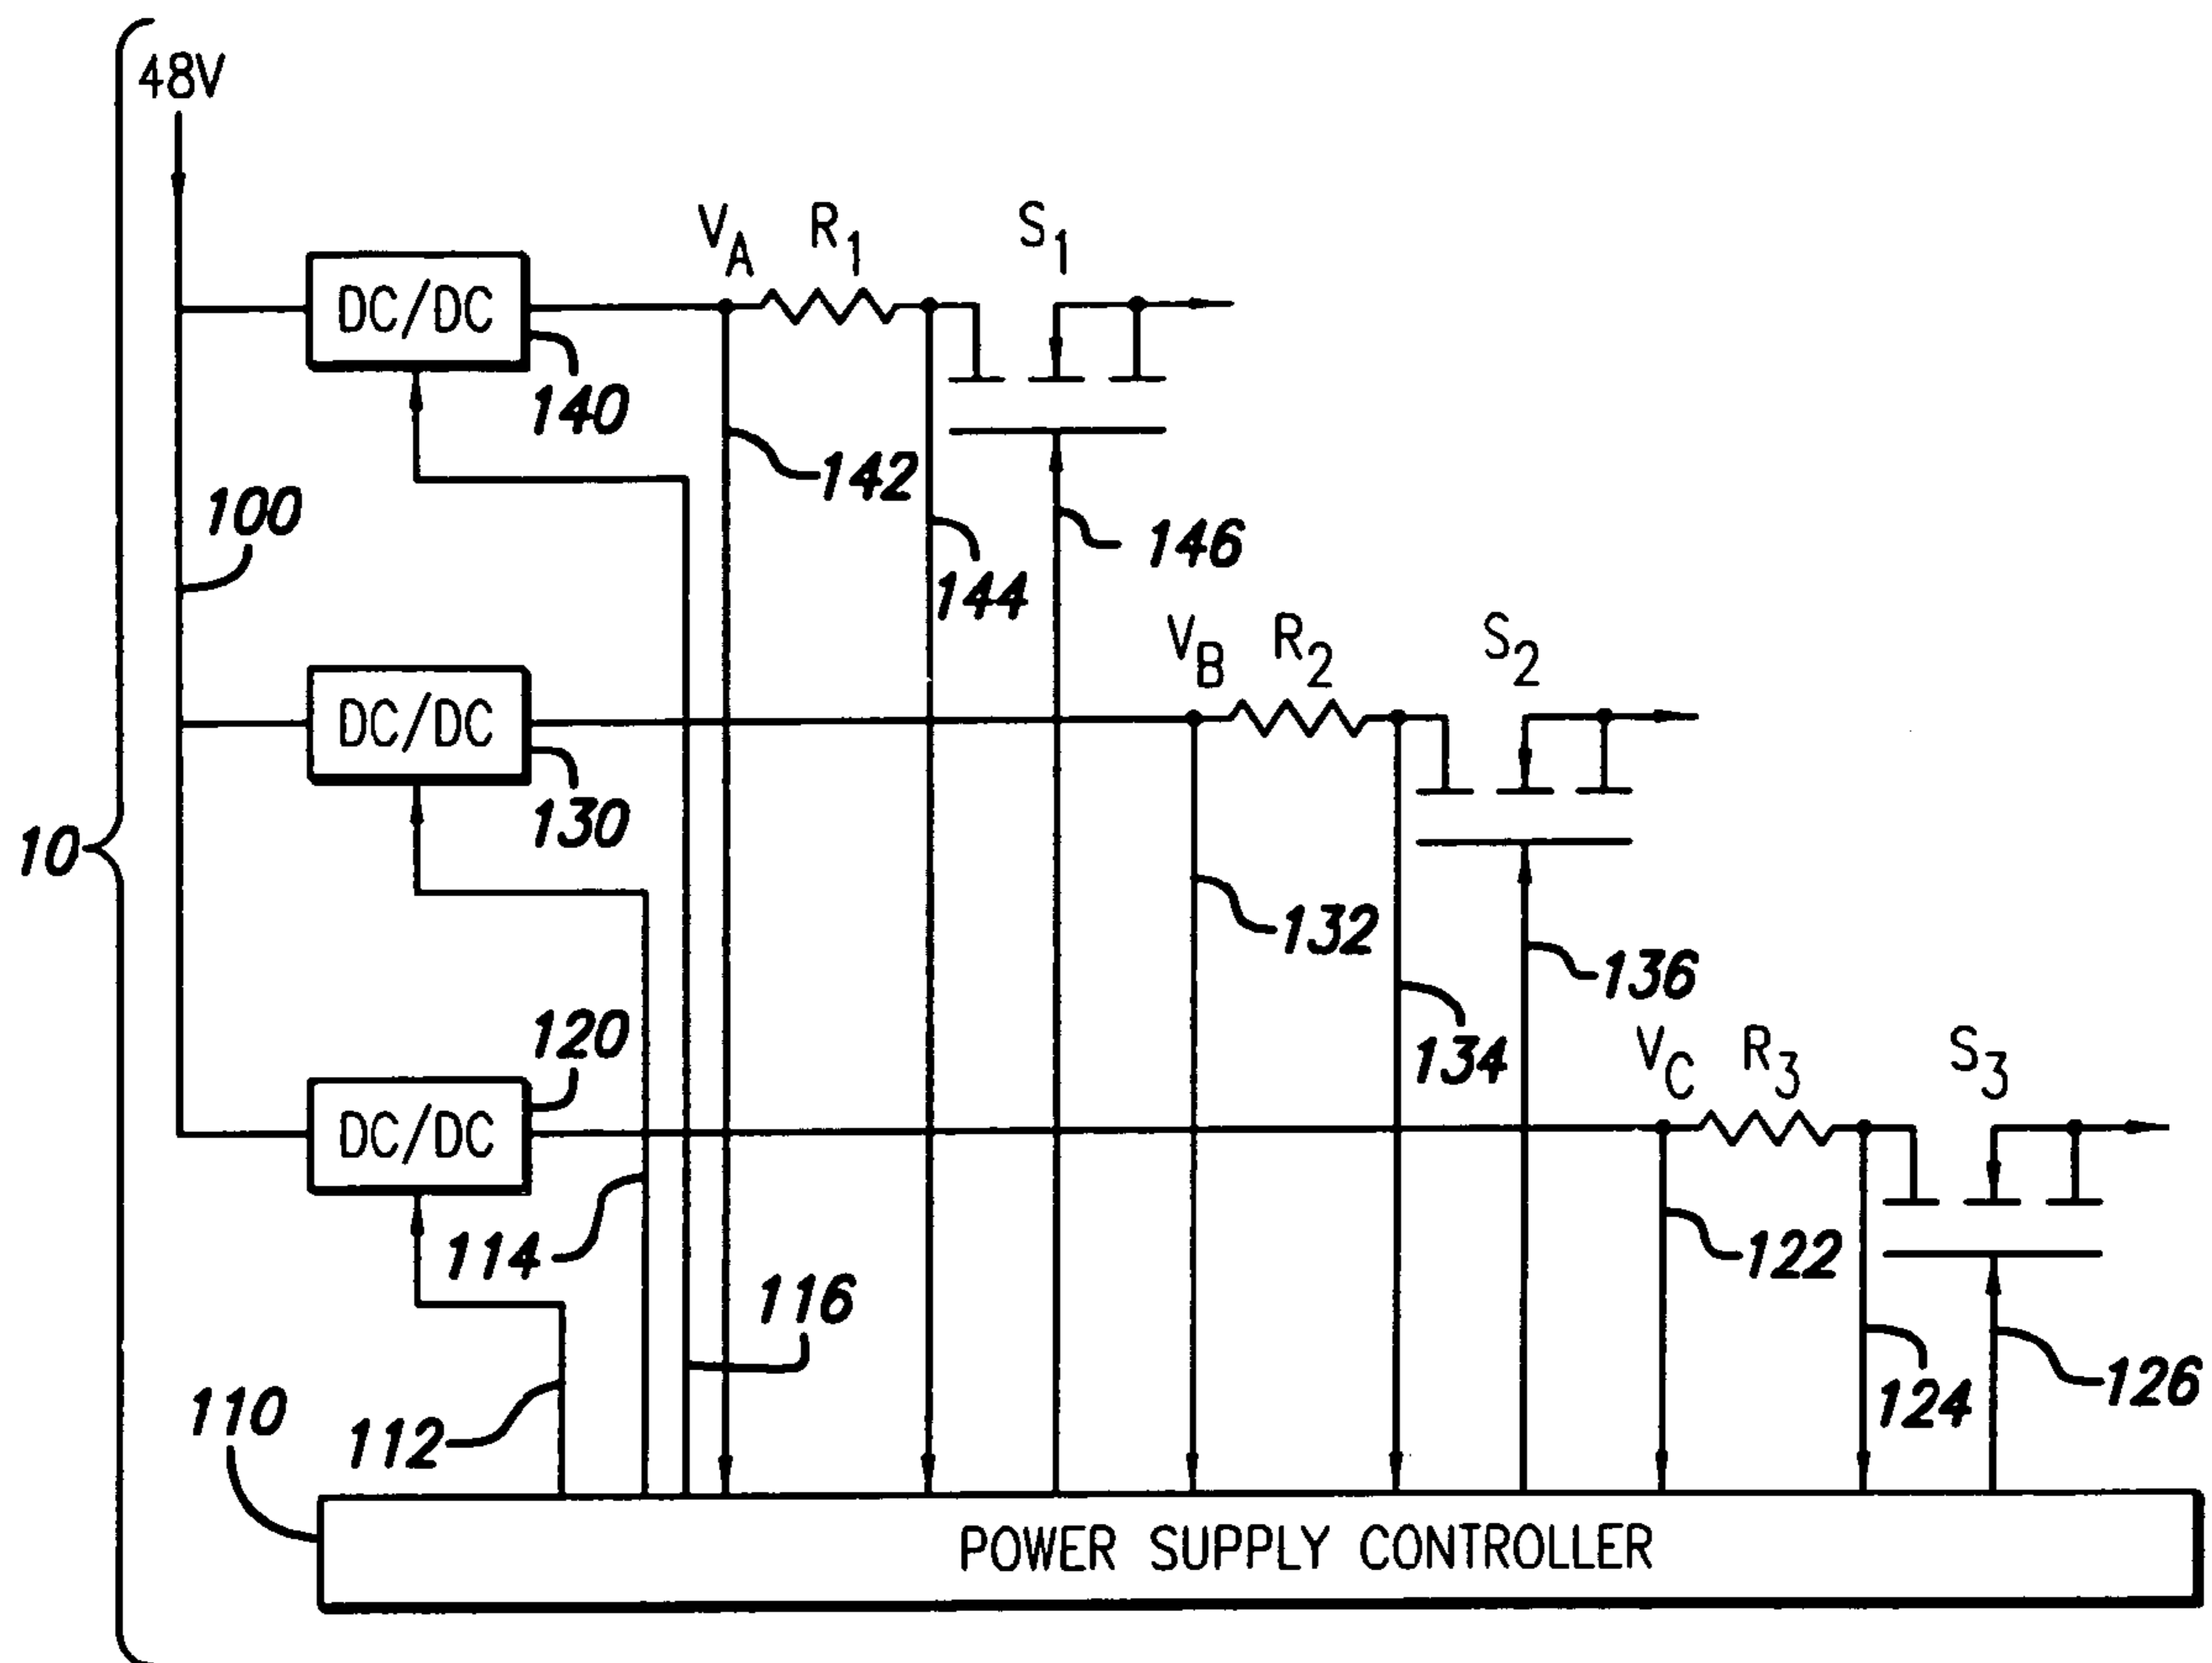 48V
V_A R_1 S_1
DC/DC
140
142
100
146
144
V_B R_2 S_2
DC/DC
130
10
132
136
120
134
V_C R_3 S_3
DC/DC
114
122
116
110
112
124
126
POWER SUPPLY CONTROLLER